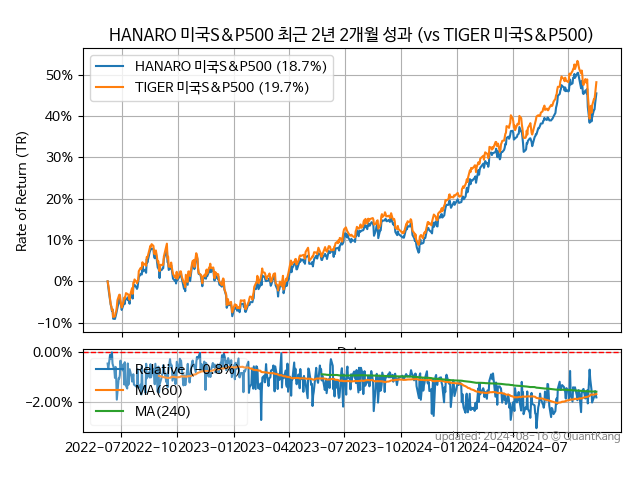 HANARO 미국S&P500 최근 2년 2개월 성과 (vs TIGER 미국S&P500)
HANARO 미국S&P500 (18.7%)
TIGER 미국S&P500 (19.7%)
Rate of Return (TR)
50%
40%
30%
20%
10%
0%
−10%
0.00%
−2.00%
Relative (-0.8%)
MA(60)
MA(240)
2022-07 2022-10 2023-01 2023-04 2023-07 2023-10 2024-01 2024-04 2024-07
updated: 2024-08-16 © QuantKang